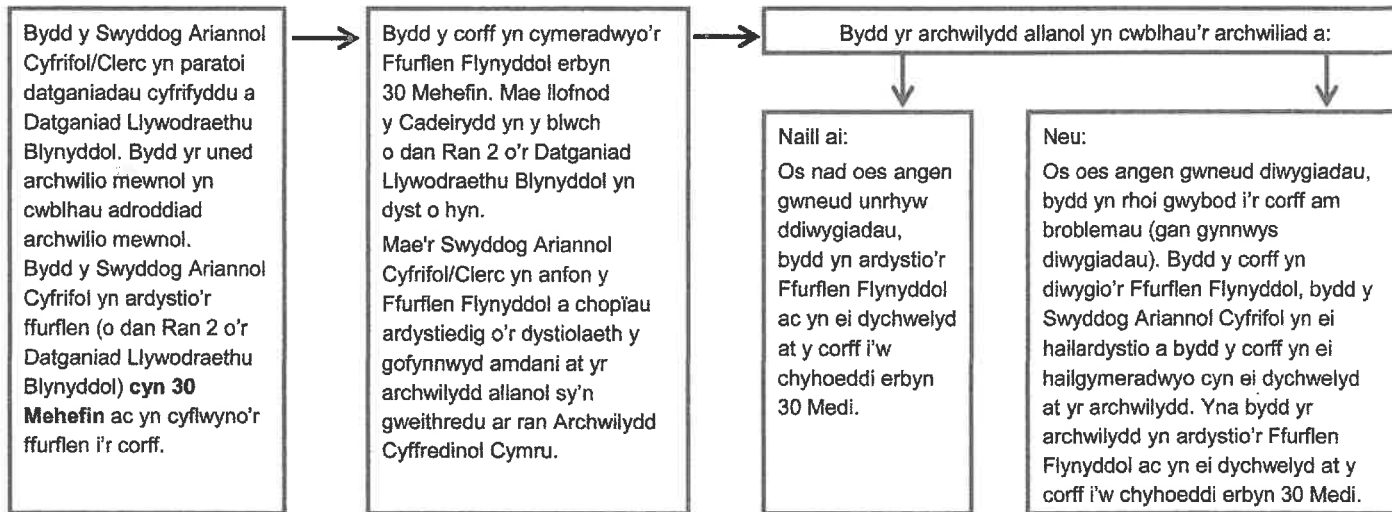 Bydd y Swyddog Ariannol
Cyfrifol/Clerc yn paratoi
datganiadau cyfrifyddu a
Datganiad Llywodraethu
Blynyddol. Bydd yr uned
archwilio mewnol yn
cwblhau adroddiad
archwilio mewnol.
Bydd y Swyddog Ariannol
Cyfrifol yn ardystio'r
ffurflen (o dan Ran 2 o'r
Datganiad Llywodraethu
Blynyddol) cyn 30
Mehefin ac yn cyflwyno'r
ffurflen i'r corff.
Bydd y corff yn cymeradwyo'r
Ffurflen Flynyddol erbyn
30 Mehefin. Mae llofnod
y Cadeirydd yn y blwch
o dan Ran 2 o'r Datganiad
Llywodraethu Blynyddol yn
dyst o hyn.
Mae'r Swyddog Ariannol
Cyfrifol/Clerc yn anfon y
Ffurflen Flynyddol a chopïau
ardystiedig o'r dystiolaeth y
gofynnwyd amdani at yr
archwilydd allanol sy'n
gweithredu ar ran Archwilydd
Cyffredinol Cymru.
Bydd yr archwilydd allanol yn cwblhau'r archwiliad a:
Naill ai:
Os nad oes angen
gwneud unrhyw
ddiwygiadau,
bydd yn ardystio'r
Ffurflen Flynyddol
ac yn ei dychwelyd
at y corff i'w
chyhoeddi erbyn
30 Medi.
Neu:
Os oes angen gwneud diwygiadau,
bydd yn rhoi gwybod i'r corff am
broblemau (gan gynnwys
diwygiadau). Bydd y corff yn
diwygio'r Ffurflen Flynyddol, bydd y
Swyddog Ariannol Cyfrifol yn ei
hailardystio a bydd y corff yn ei
hailgymeradwyo cyn ei dychwelyd
at yr archwilydd. Yna bydd yr
archwilydd yn ardystio'r Ffurflen
Flynyddol ac yn ei dychwelyd at y
corff i'w chyhoeddi erbyn 30 Medi.